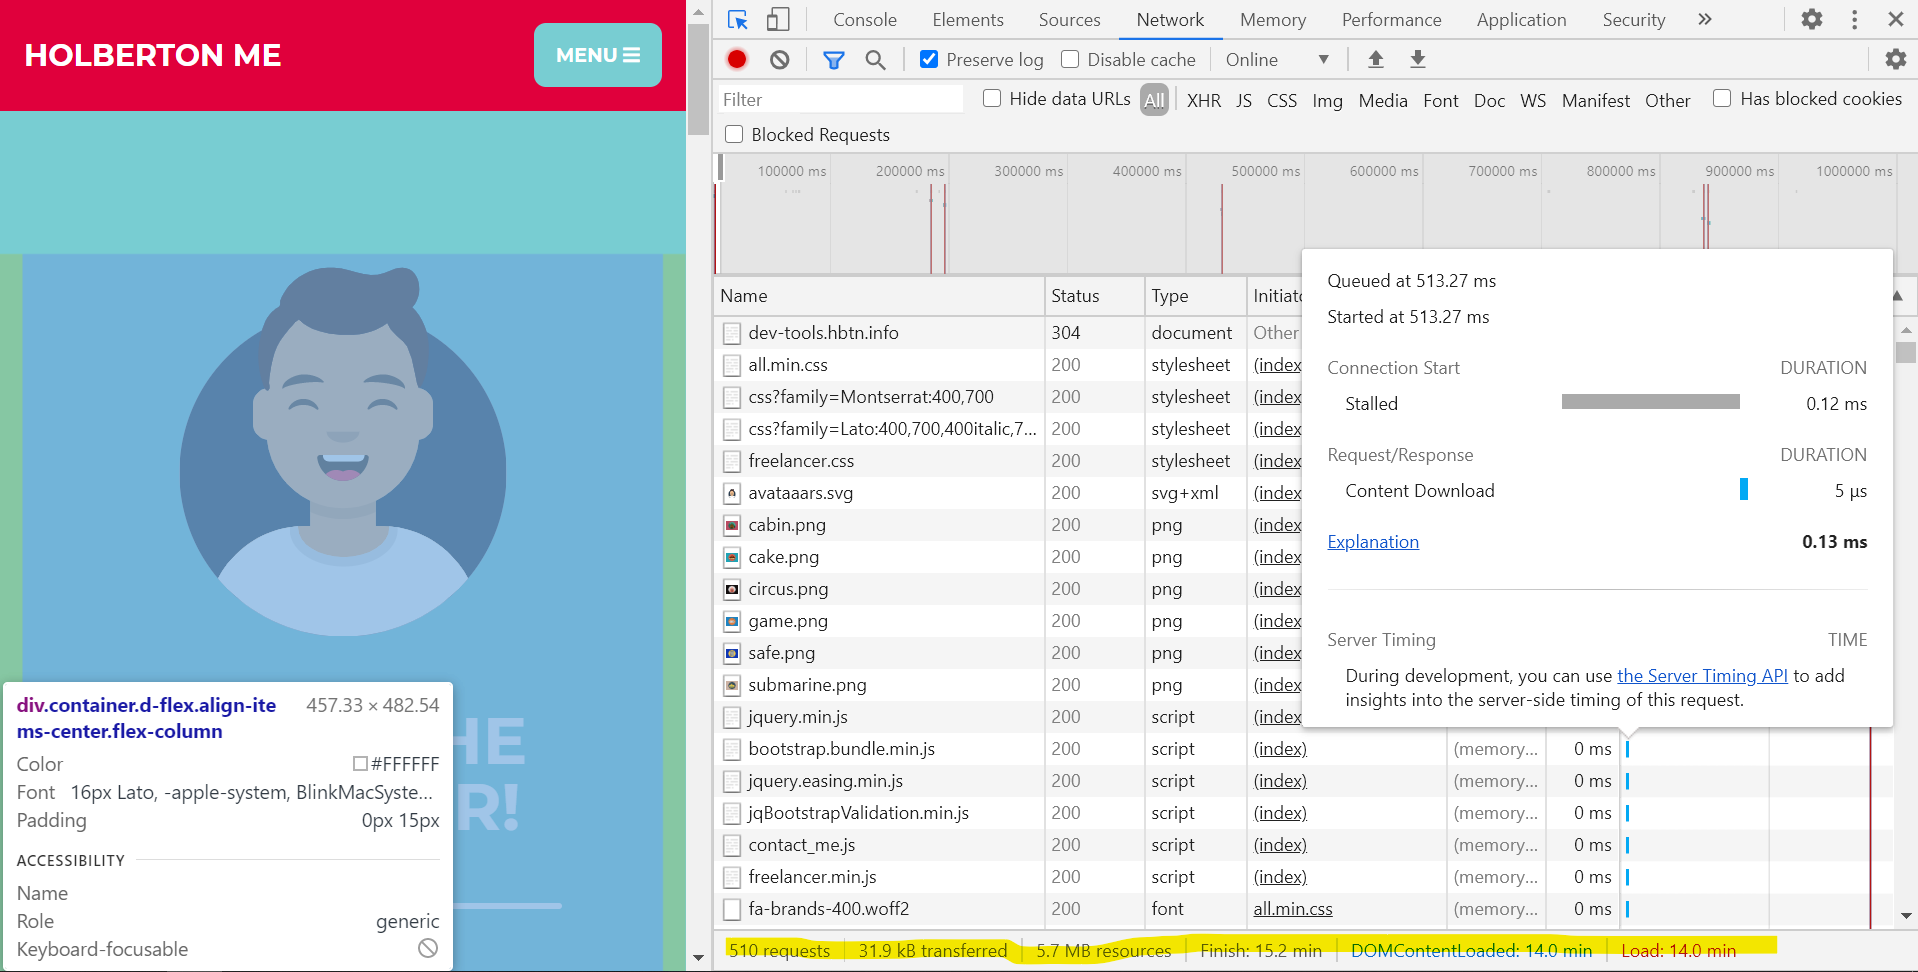 HOLBERTON ME
MENU
HE
R!
div.container.d-flex.align-ite
ms-center.flex-column
457.33 × 482.54
Color
#FFFFFF
Font 16px Lato, -apple-system, BlinkMacSyste…
Padding 0px 15px
ACCESSIBILITY
Name
Role generic
Keyboard-focusable
Console Elements Sources Network Memory Performance Application Security
Preserve log Disable cache Online
Filter Hide data URLs All XHR JS CSS Img Media Font Doc WS Manifest Other Has blocked cookies
Blocked Requests
100000 ms 200000 ms 300000 ms 400000 ms 500000 ms 600000 ms 700000 ms 800000 ms 900000 ms 1000000 ms
Name Status Type
dev-tools.hbtn.info 304 document Other
all.min.css 200 stylesheet (index
css?family=Montserrat:400,700 200 stylesheet (index
css?family=Lato:400,700,400italic,7… 200 stylesheet (index
freelancer.css 200 stylesheet (index
avataaars.svg 200 svg+xml (index
cabin.png 200 png (index
cake.png 200 png (index
circus.png 200 png (index
game.png 200 png (index
safe.png 200 png (index
submarine.png 200 png (index
jquery.min.js 200 script (index
bootstrap.bundle.min.js 200 script (index) (memory… 0 ms
jquery.easing.min.js 200 script (index) (memory… 0 ms
jqBootstrapValidation.min.js 200 script (index) (memory… 0 ms
contact_me.js 200 script (index) (memory… 0 ms
freelancer.min.js 200 script (index) (memory… 0 ms
fa-brands-400.woff2 200 font all.min.css (memory… 0 ms
Queued at 513.27 ms
Started at 513.27 ms
Connection Start DURATION
Stalled 0.12 ms
Request/Response DURATION
Content Download 5 μs
Explanation 0.13 ms
Server Timing TIME
During development, you can use the Server Timing API to add
insights into the server-side timing of this request.
510 requests 31.9 kB transferred 5.7 MB resources Finish: 15.2 min DOMContentLoaded: 14.0 min Load: 14.0 min